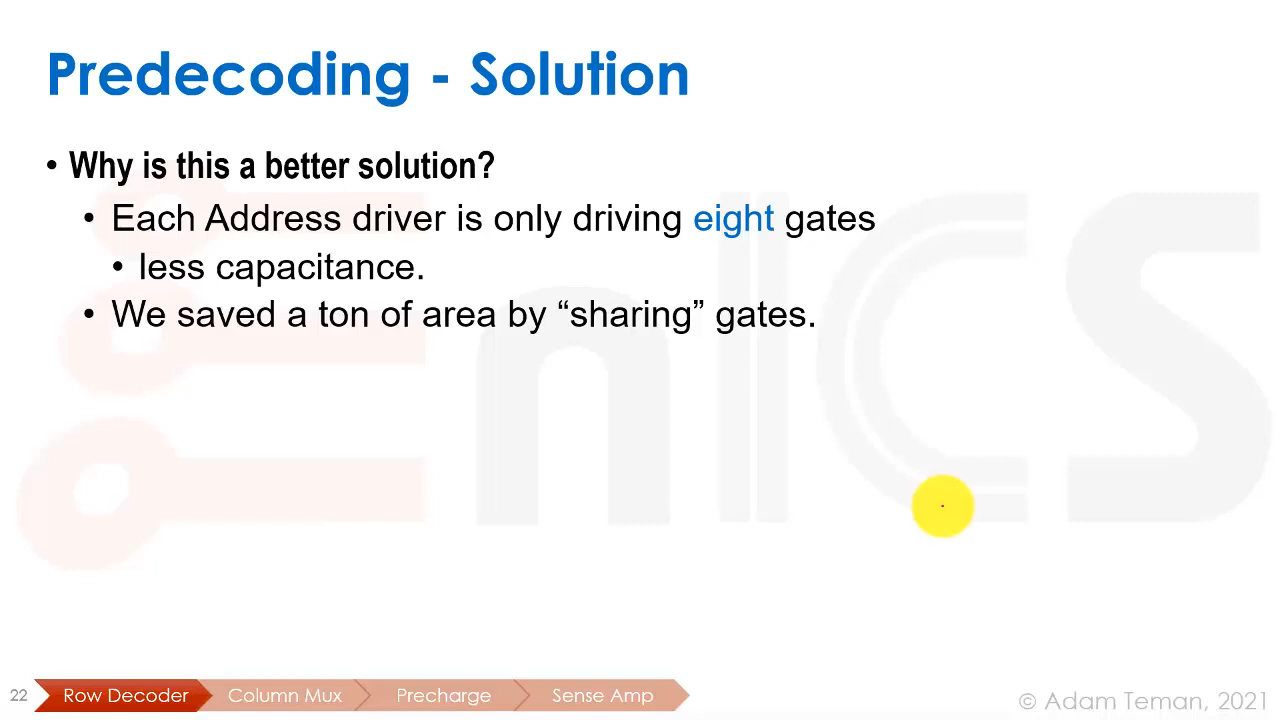 Predecoding - Solution
• Why is this a better solution?
• Each Address driver is only driving eight gates
• less capacitance.
• We saved a ton of area by “sharing” gates.
EnICS
22
Row Decoder
Column Mux
Precharge
Sense Amp
© Adam Teman, 2021